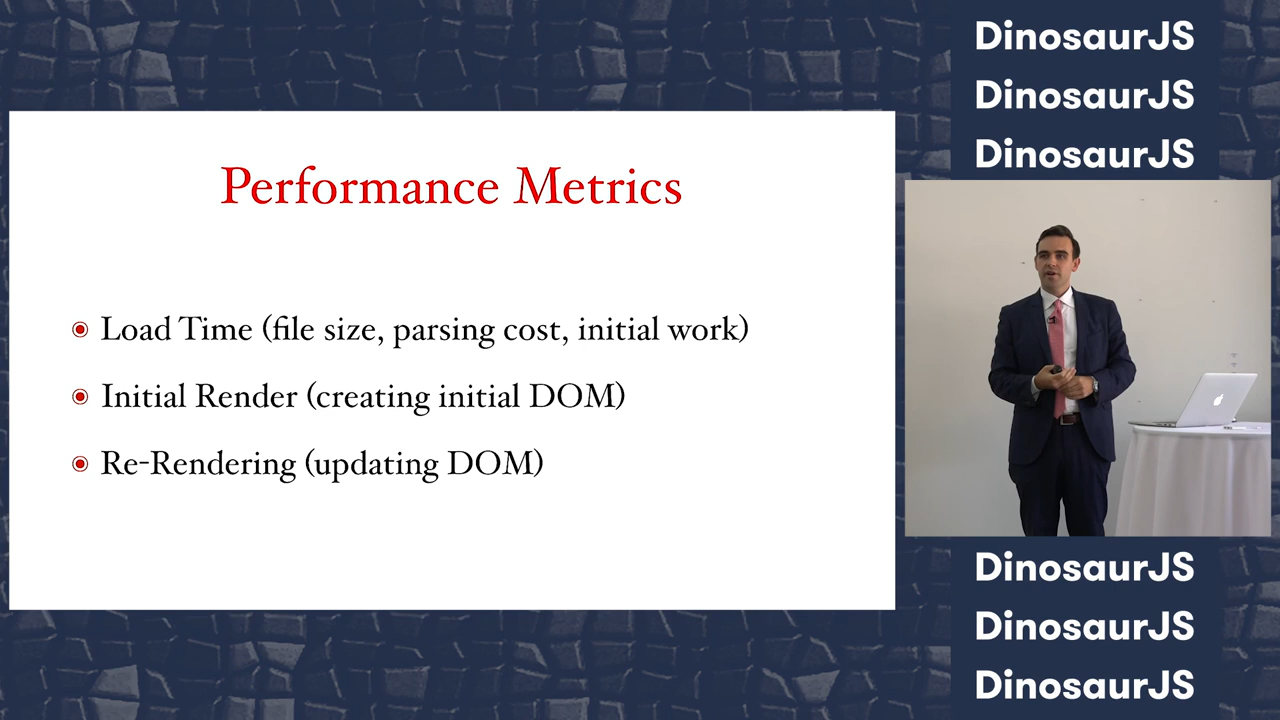 Performance Metrics
Load Time (file size, parsing cost, initial work)
Initial Render (creating initial DOM)
Re-Rendering (updating DOM)
DinosaurJS
DinosaurJS
DinosaurJS
DinosaurJS
DinosaurJS
DinosaurJS